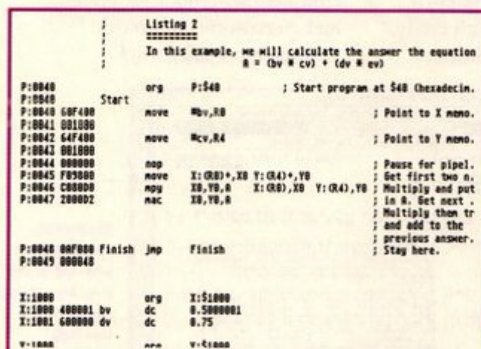 ; Listing 2
; =========
; In this example, we will calculate the answer the equation
; A = (bv * cv) + (dv * ev)
P:0040 org P:$40 ; Start program at $40 (hexadecim.
P:0040 Start
P:0040 60F400 move #bv,R0 ; Point to X memo.
P:0041 001000
P:0042 64F400 move #cv,R4 ; Point to Y memo.
P:0043 001000
P:0044 000000 nop ; Pause for pipel.
P:0045 F09800 move X:(R0)+,X0 Y:(R4)+,Y0 ; Get first two n.
P:0046 mpy X0,Y0,A X:(R0),X0 Y:(R4),Y0 ; Multiply and put
; in A. Get next .
P:0047 2000D2 mac X0,Y0,A ; Multiply them tr
; and add to the
; previous answer.
P:0048 0AF080 Finish jmp Finish ; Stay here.
P:0049 000048
X:1000 org X:$1000
X:1000 400001 bv dc 0.5000001
X:1001 600000 dv dc 0.75
Y:1000 org Y:$1000